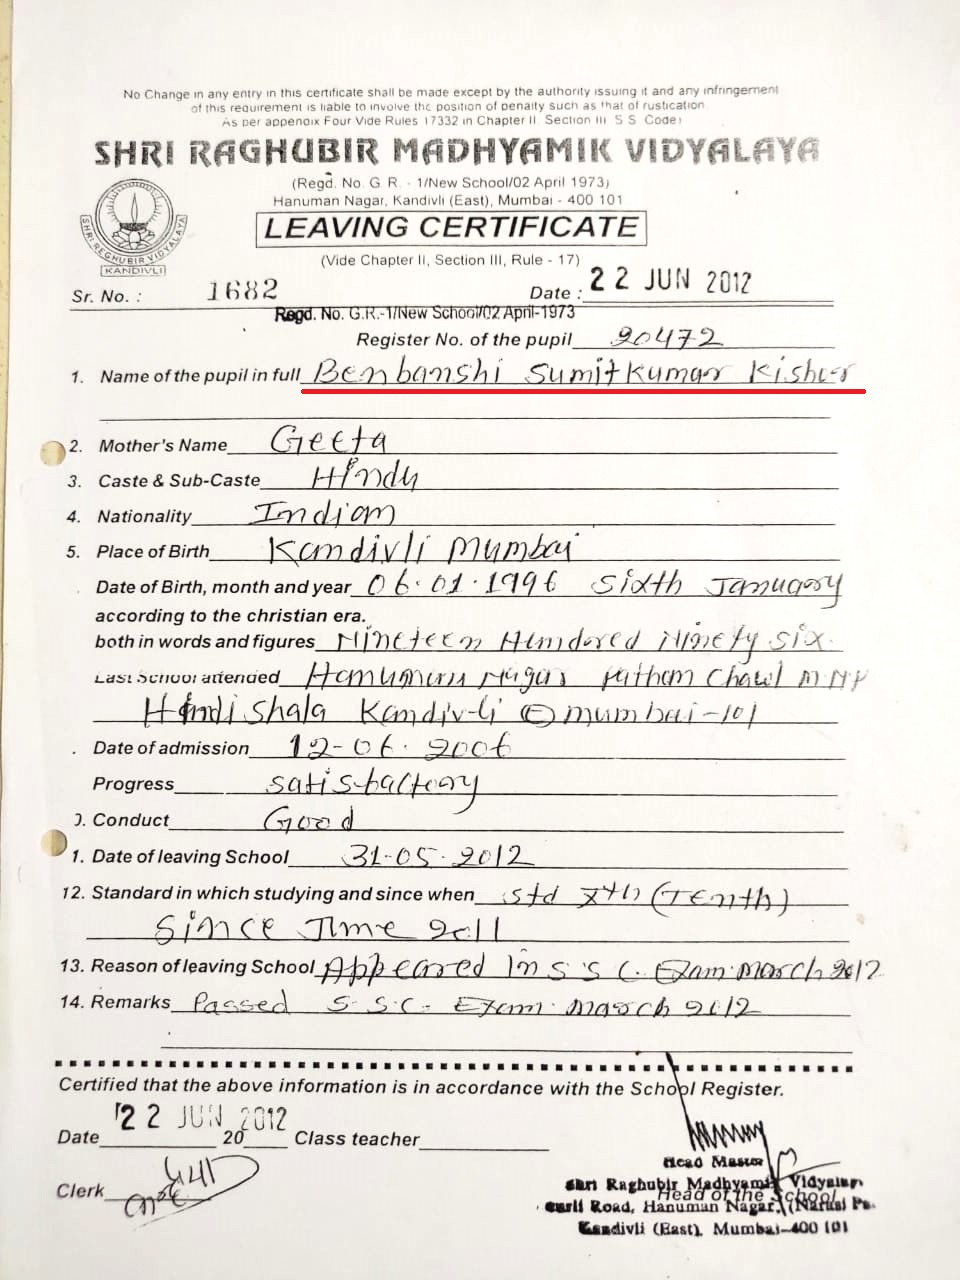 No Change in any entry in this certificate shall be made except by the authority issuing it and any infringement
of this requirement is liable to involve the position of penalty such as that of rustication
As per appendix Four Vide Rules 17332 in Chapter II Section III S S Code)
SHRI RAGHUBIR MADHYAMIK VIDYALAYA
(Regd. No. G. R. - 1/New School/02 April 1973)
Hanuman Nagar, Kandivli (East), Mumbai - 400 101
LEAVING CERTIFICATE
(Vide Chapter II, Section III, Rule - 17)
SHRI REGHUBIR VIDYALAYA
KANDIVLI
Sr. No. : 1682 Date : 22 JUN 2012
Regd. No. G.R.-1/New School/02 April-1973
Register No. of the pupil 20472
1. Name of the pupil in full Benbanshi Sumitkumar Kishor
2. Mother's Name Geeta
3. Caste & Sub-Caste Hindu
4. Nationality Indian
5. Place of Birth Kandivli Mumbai
Date of Birth, month and year 06.01.1996 Sixth January
according to the christian era.
both in words and figures Nineteen Hundored Ninety six.
Last School attended Hanuman Nagar Chawl
Hindi Shala Kandivli (E) mumbai-101
Date of admission 12-06.2006
Progress satisfactory
). Conduct Good
1. Date of leaving School 31-05.2012
12. Standard in which studying and since when std Xth (Tenth)
Since June 2011
13. Reason of leaving School Appeared In S S C. Exam March 2012
14. Remarks Passed S.S.C. Exam. March 2012
Certified that the above information is in accordance with the School Register.
22 JUN 2012
Date 20 Class teacher
Clerk
Head Master
Shri Raghubir Madhyamik Vidyalay.
Head of the School
Road, Hanuman Nagar,
Kandivli (East), Mumbai-400 101